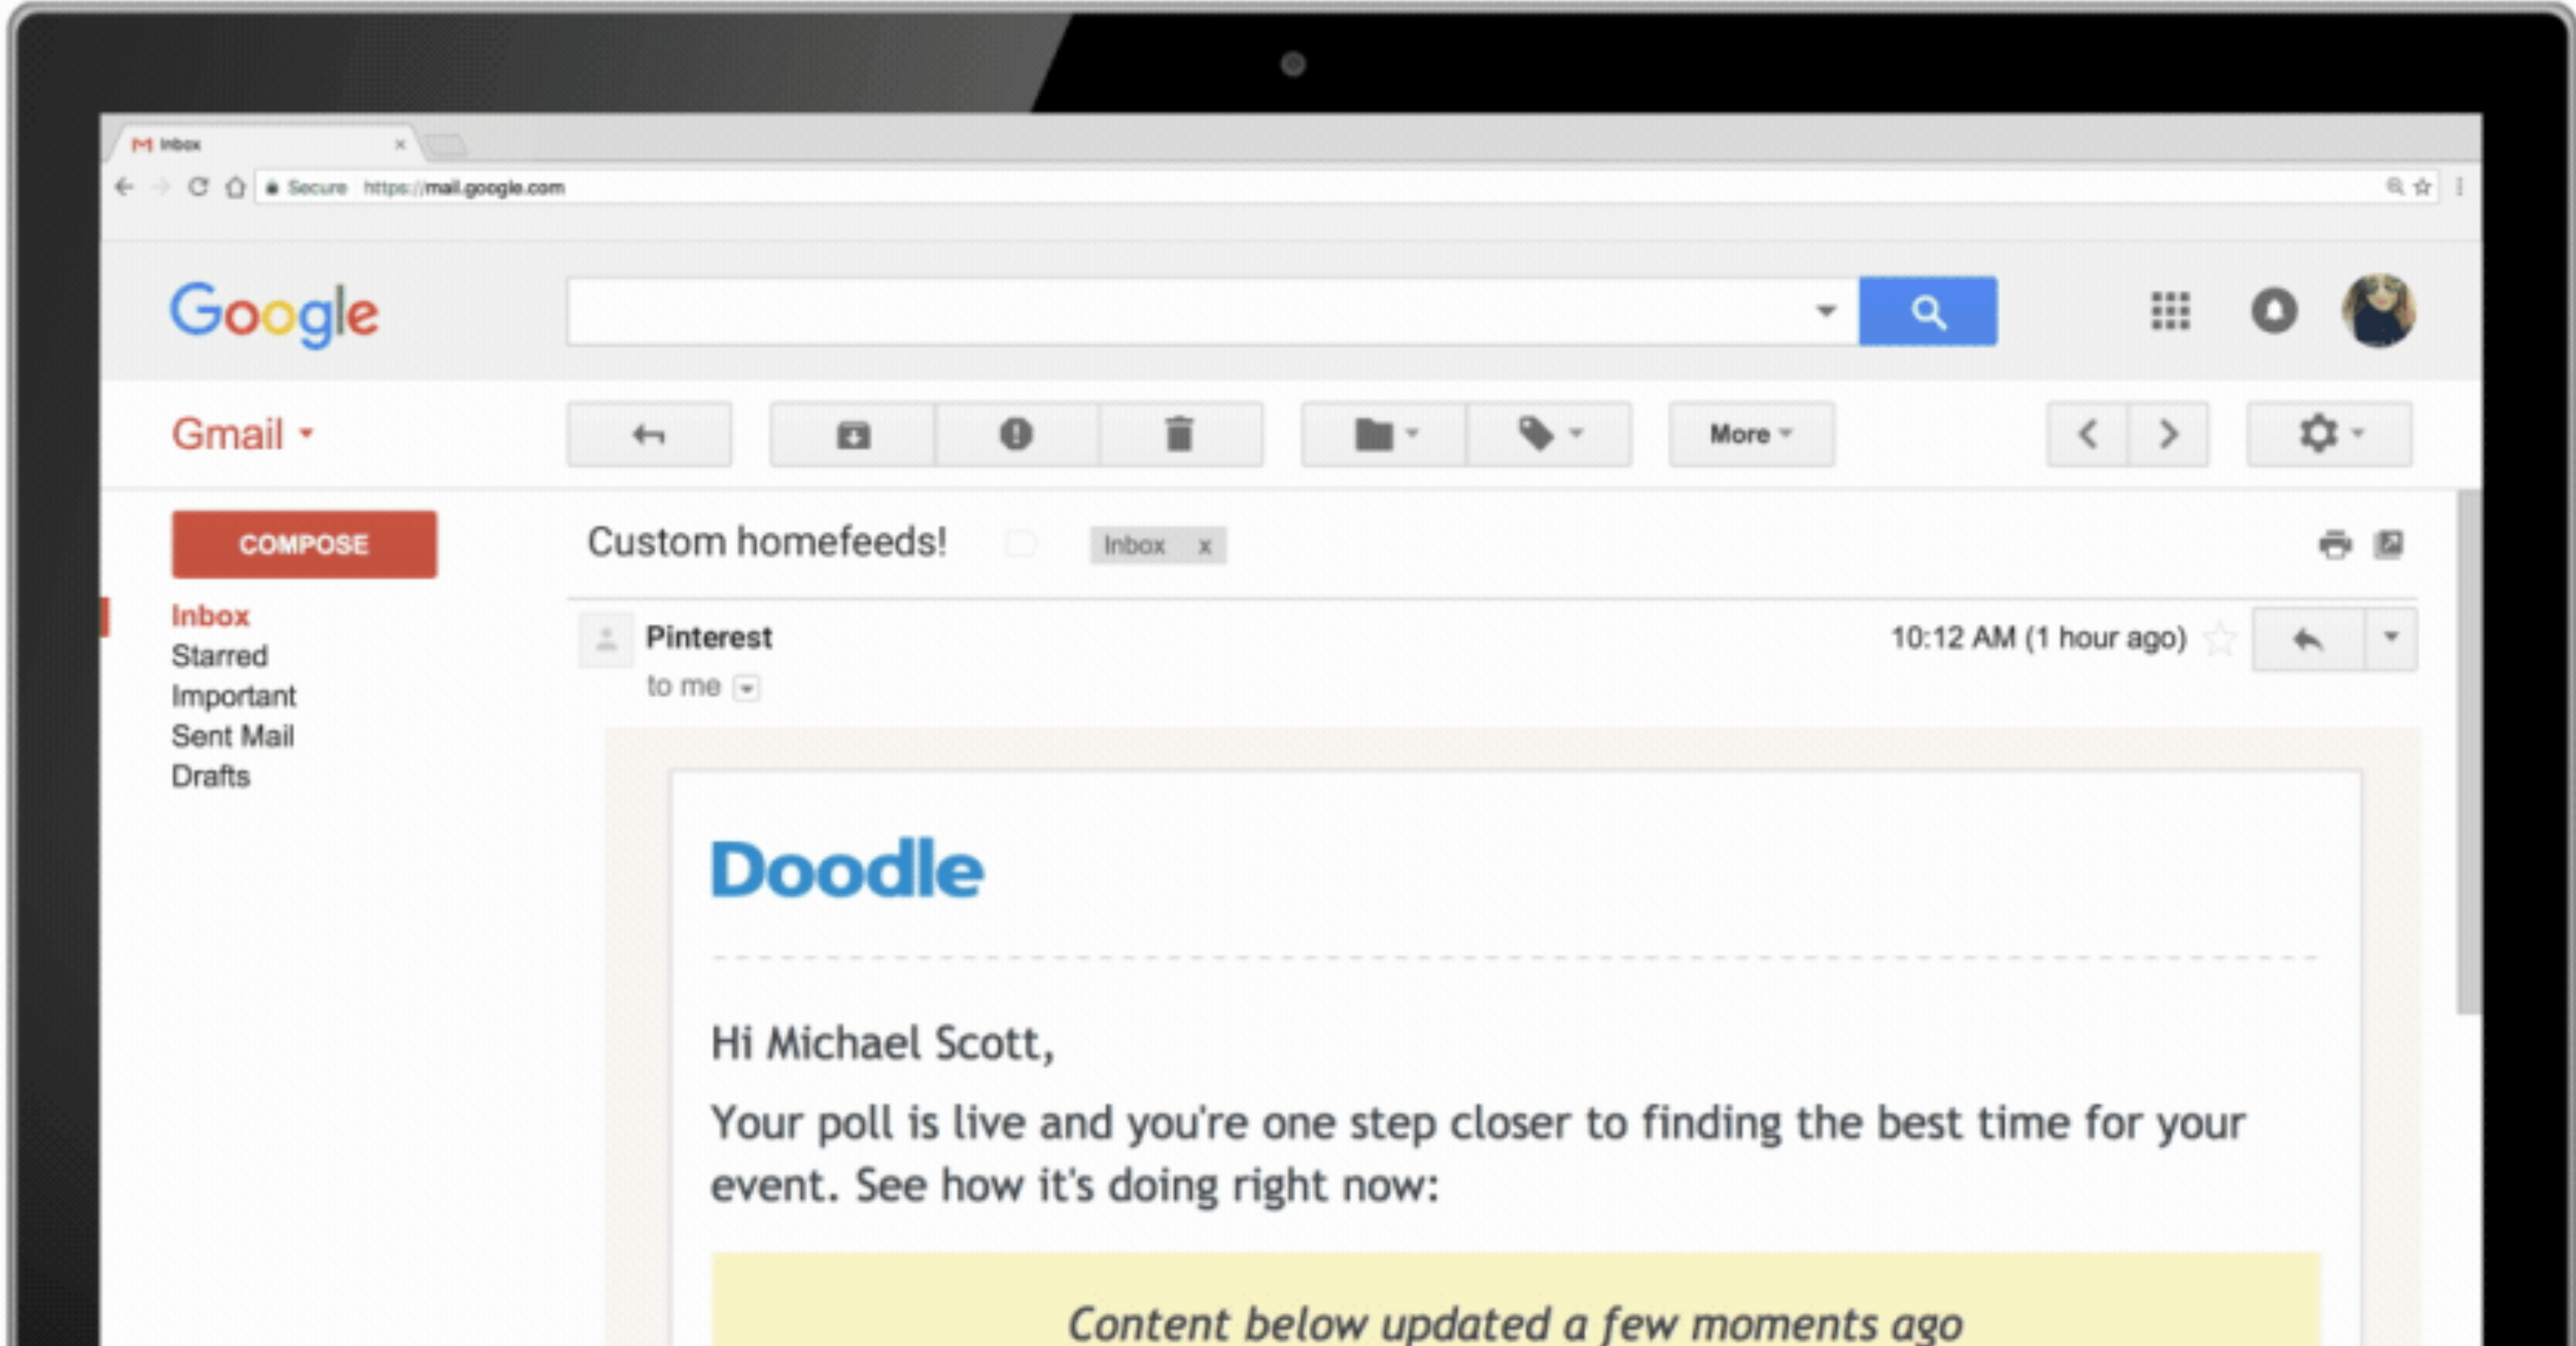 Inbox
Secure https://mail.google.com
Google
Gmail
More
COMPOSE
Custom homefeeds!
Inbox x
Inbox
Starred
Important
Sent Mail
Drafts
Pinterest
10:12 AM (1 hour ago)
to me
Doodle
Hi Michael Scott,
Your poll is live and you're one step closer to finding the best time for your
event. See how it's doing right now:
Content below updated a few moments ago